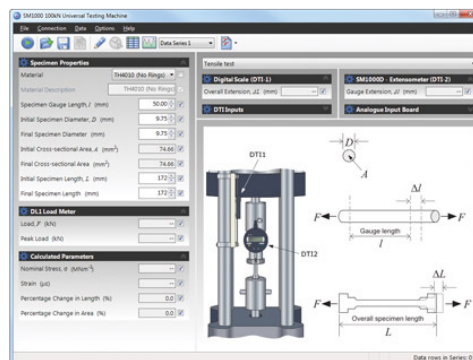 SM1000 100kN Universal Testing Machine
File Connection Data Options Help
Data Series 1
Specimen Properties
Material TH4010 (No Rings)
Material Description TH4010 (No Rings)
Specimen Gauge Length, l (mm) 50.00
Initial Specimen Diameter, D (mm) 9.75
Final Specimen Diameter (mm) 9.75
Initial Cross-sectional Area, A (mm²) 74.66
Final Cross-sectional Area (mm²) 74.66
Initial Specimen Length, L (mm) 172
Final Specimen Length (mm) 172
DL1 Load Meter
Load, F (kN) --
Peak Load (kN) --
Calculated Parameters
Nominal Stress, σ (MN/m⁻²) --
Strain (με) --
Percentage Change in Length (%) 0.0
Percentage Change in Area (%) 0.0
Tensile test
Digital Scale (DTI-1)
Overall Extension, ΔL (mm) --
DTI Inputs
SM1000D - Extensometer (DTI-2)
Gauge Extension, Δl (mm) --
Analogue Input Board
DTI1
DTI2
D
A
Δl
F F
Gauge length
l
ΔL
F F
Overall specimen length
L
Data rows in Series: 0